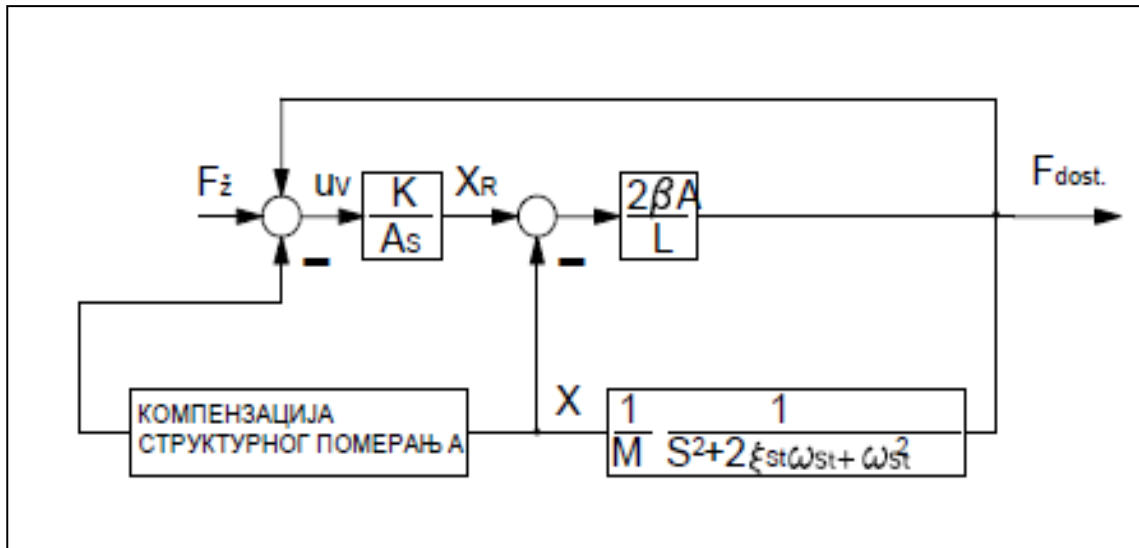 Fž
uV
K
As
XR
2βA
L
Fdost.
КОМПЕНЗАЦИЈА
СТРУКТУРНОГ ПОМЕРАЊ А
X
1
M
1
S²+2ξstωst+ ωst²